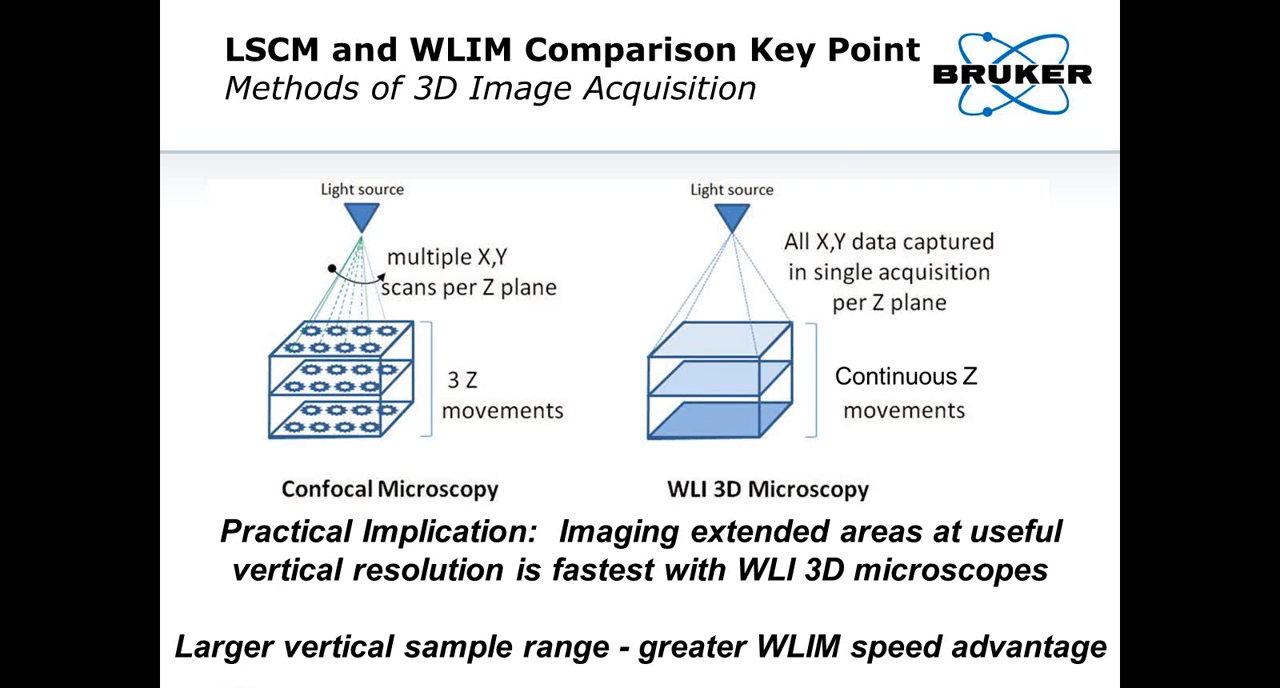 LSCM and WLIM Comparison Key Point
Methods of 3D Image Acquisition
BRUKER
Light source
multiple X,Y
scans per Z plane
3 Z
movements
Confocal Microscopy
Light source
All X,Y data captured
in single acquisition
per Z plane
Continuous Z
movements
WLI 3D Microscopy
Practical Implication: Imaging extended areas at useful
vertical resolution is fastest with WLI 3D microscopes
Larger vertical sample range - greater WLIM speed advantage